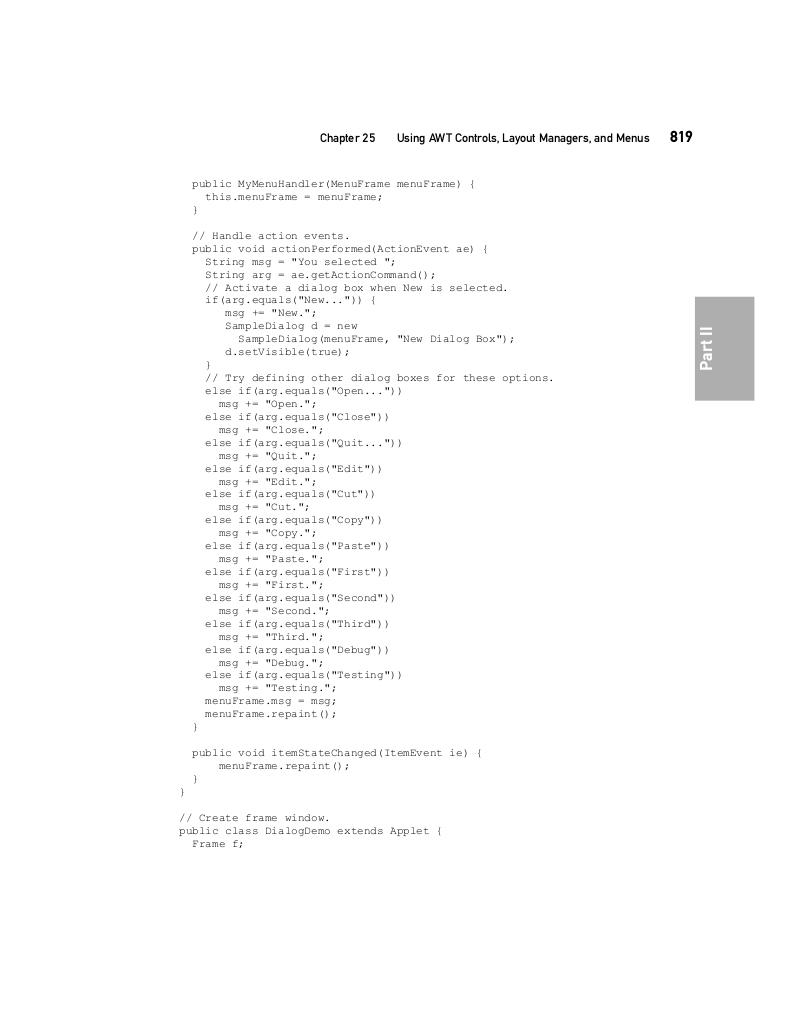 Chapter 25 Using AWT Controls, Layout Managers, and Menus 819
public MyMenuHandler(MenuFrame menuFrame) {
this.menuFrame = menuFrame;
}
// Handle action events.
public void actionPerformed(ActionEvent ae) {
String msg = "You selected ";
String arg = ae.getActionCommand();
// Activate a dialog box when New is selected.
if(arg.equals("New...")) {
msg += "New.";
SampleDialog d = new
SampleDialog(menuFrame, "New Dialog Box");
d.setVisible(true);
}
// Try defining other dialog boxes for these options.
else if(arg.equals("Open..."))
msg += "Open.";
else if(arg.equals("Close"))
msg += "Close.";
else if(arg.equals("Quit..."))
msg += "Quit.";
else if(arg.equals("Edit"))
msg += "Edit.";
else if(arg.equals("Cut"))
msg += "Cut.";
else if(arg.equals("Copy"))
msg += "Copy.";
else if(arg.equals("Paste"))
msg += "Paste.";
else if(arg.equals("First"))
msg += "First.";
else if(arg.equals("Second"))
msg += "Second.";
else if(arg.equals("Third"))
msg += "Third.";
else if(arg.equals("Debug"))
msg += "Debug.";
else if(arg.equals("Testing"))
msg += "Testing.";
menuFrame.msg = msg;
menuFrame.repaint();
}
public void itemStateChanged(ItemEvent ie) {
menuFrame.repaint();
}
}
// Create frame window.
public class DialogDemo extends Applet {
Frame f;
Part II